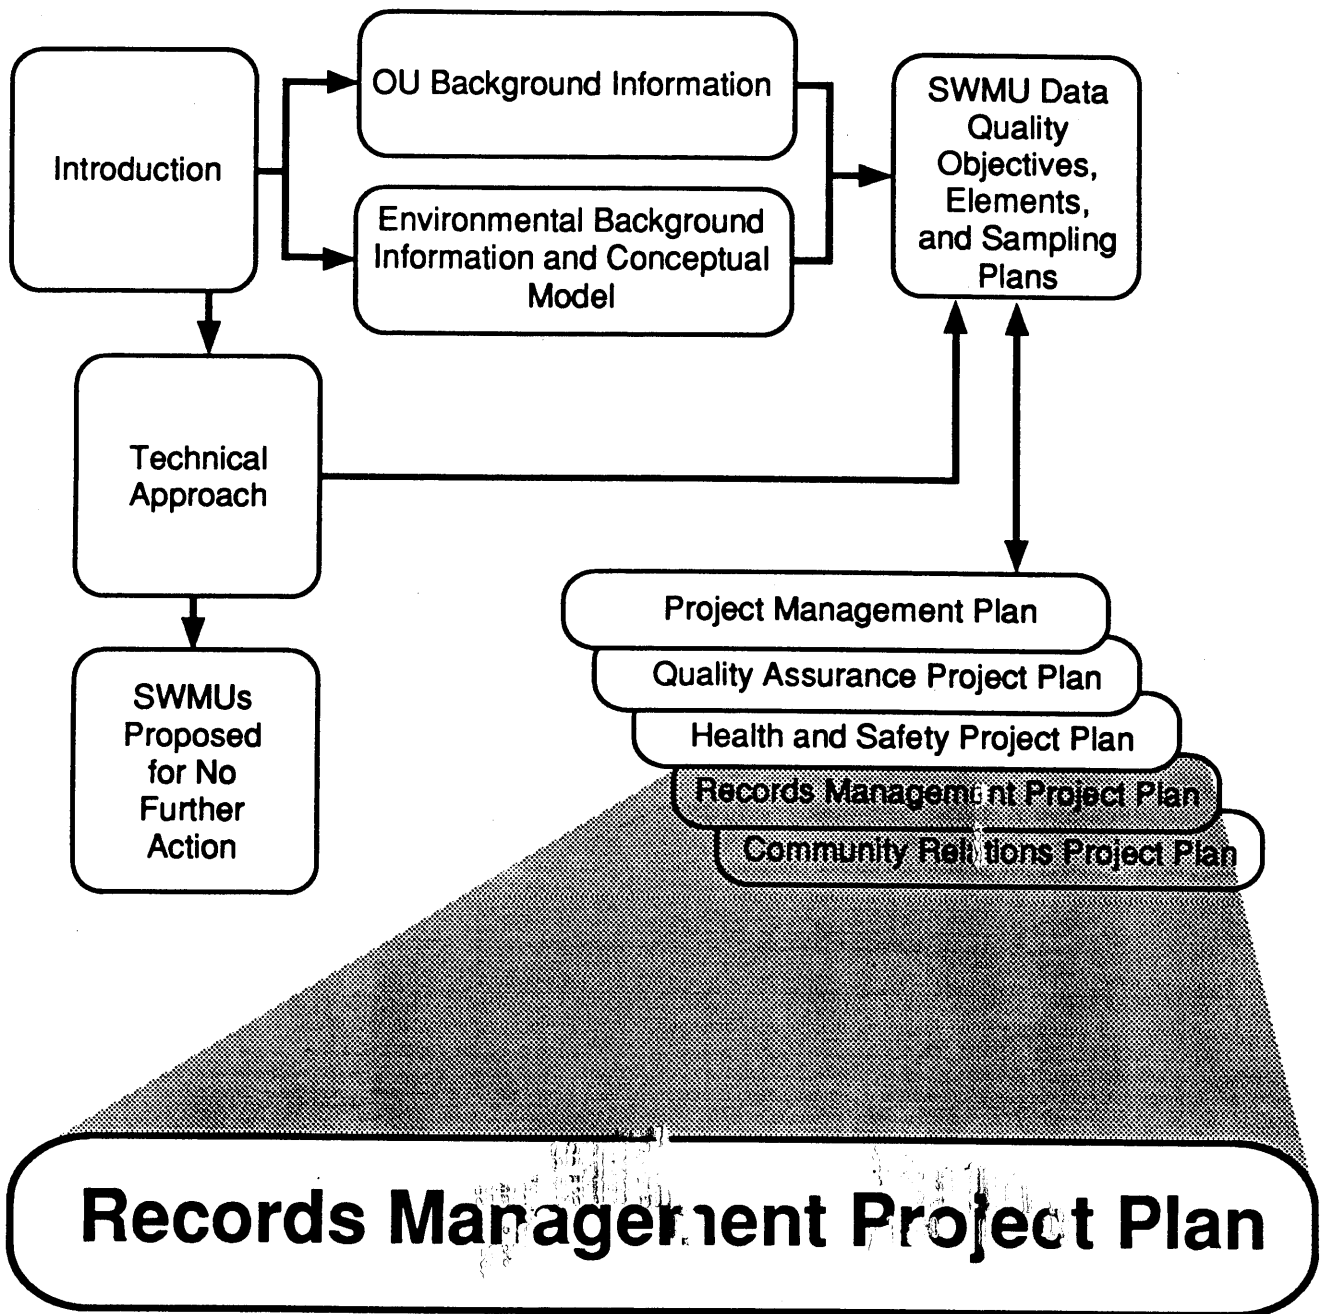 Introduction
OU Background Information
Environmental Background
Information and Conceptual
Model
SWMU Data
Quality
Objectives,
Elements,
and Sampling
Plans
Technical
Approach
SWMUs
Proposed
for No
Further
Action
Project Management Plan
Quality Assurance Project Plan
Health and Safety Project Plan
Records Management Project Plan
Community Relations Project Plan
Records Management Project Plan